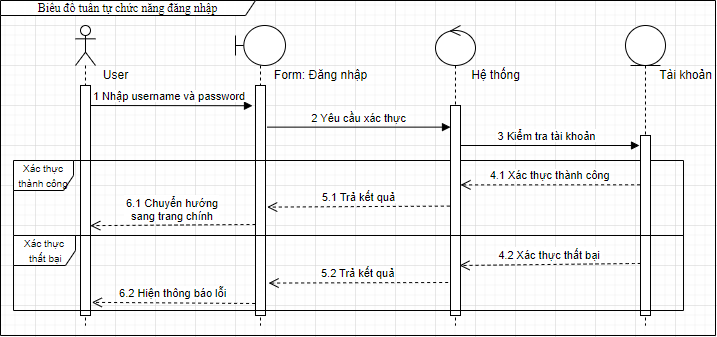 Biểu đồ tuần tự chức năng đăng nhập
User
Form: Đăng nhập
Hệ thống
Tài khoản
1 Nhập username và password
2 Yêu cầu xác thực
3 Kiểm tra tài khoản
Xác thực
thành công
4.1 Xác thực thành công
5.1 Trả kết quả
6.1 Chuyển hướng
sang trang chính
Xác thực
thất bại
4.2 Xác thực thất bại
5.2 Trả kết quả
6.2 Hiện thông báo lỗi